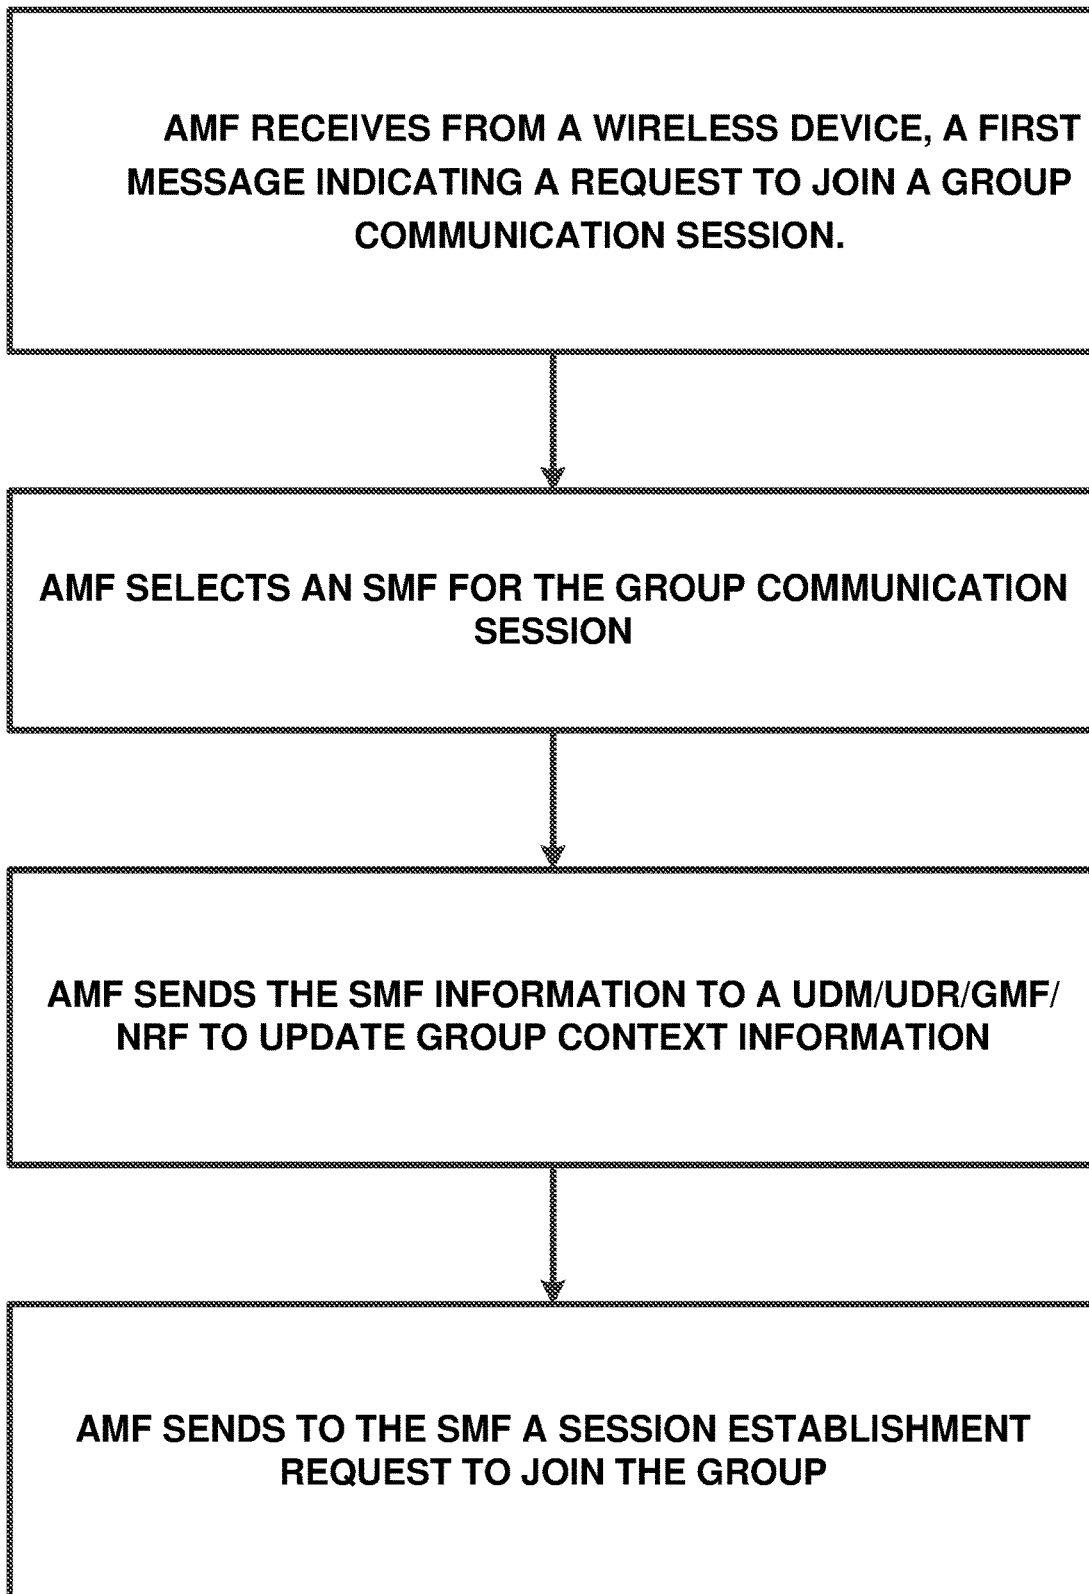 AMF RECEIVES FROM A WIRELESS DEVICE, A FIRST
MESSAGE INDICATING A REQUEST TO JOIN A GROUP
COMMUNICATION SESSION.
AMF SELECTS AN SMF FOR THE GROUP COMMUNICATION
SESSION
AMF SENDS THE SMF INFORMATION TO A UDM/UDR/GMF/
NRF TO UPDATE GROUP CONTEXT INFORMATION
AMF SENDS TO THE SMF A SESSION ESTABLISHMENT
REQUEST TO JOIN THE GROUP